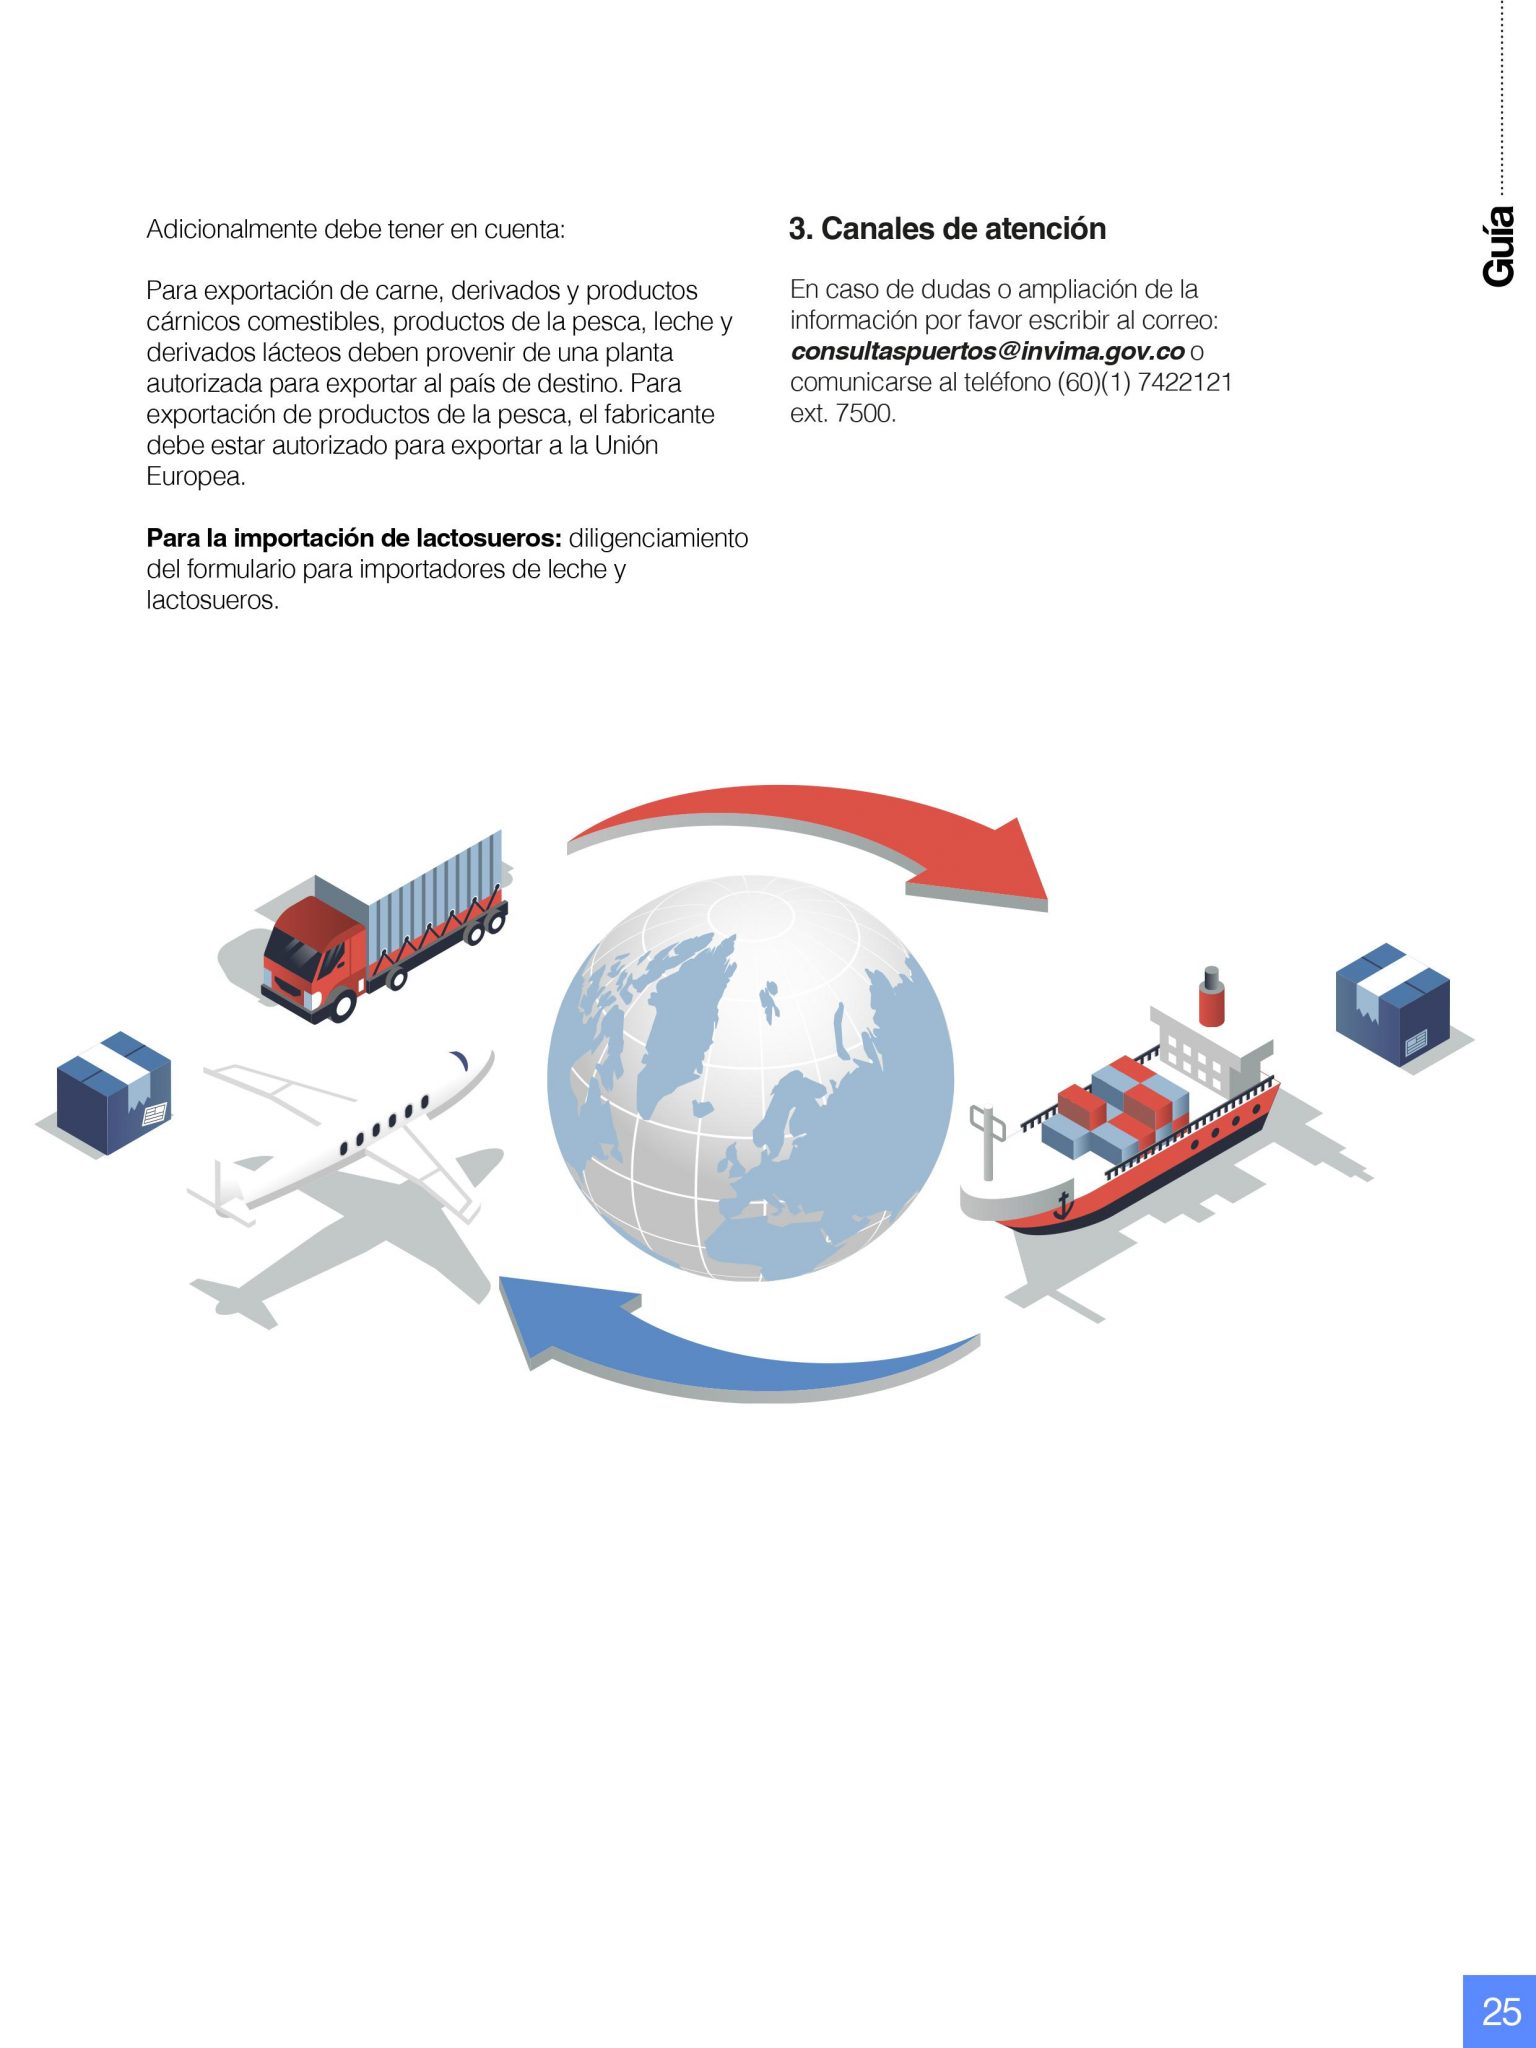 Guía
Adicionalmente debe tener en cuenta:
Para exportación de carne, derivados y productos
cárnicos comestibles, productos de la pesca, leche y
derivados lácteos deben provenir de una planta
autorizada para exportar al país de destino. Para
exportación de productos de la pesca, el fabricante
debe estar autorizado para exportar a la Unión
Europea.
Para la importación de lactosueros: diligenciamiento
del formulario para importadores de leche y
lactosueros.
3. Canales de atención
En caso de dudas o ampliación de la
información por favor escribir al correo:
consultaspuertos@invima.gov.co o
comunicarse al teléfono (60)(1) 7422121
ext. 7500.
25